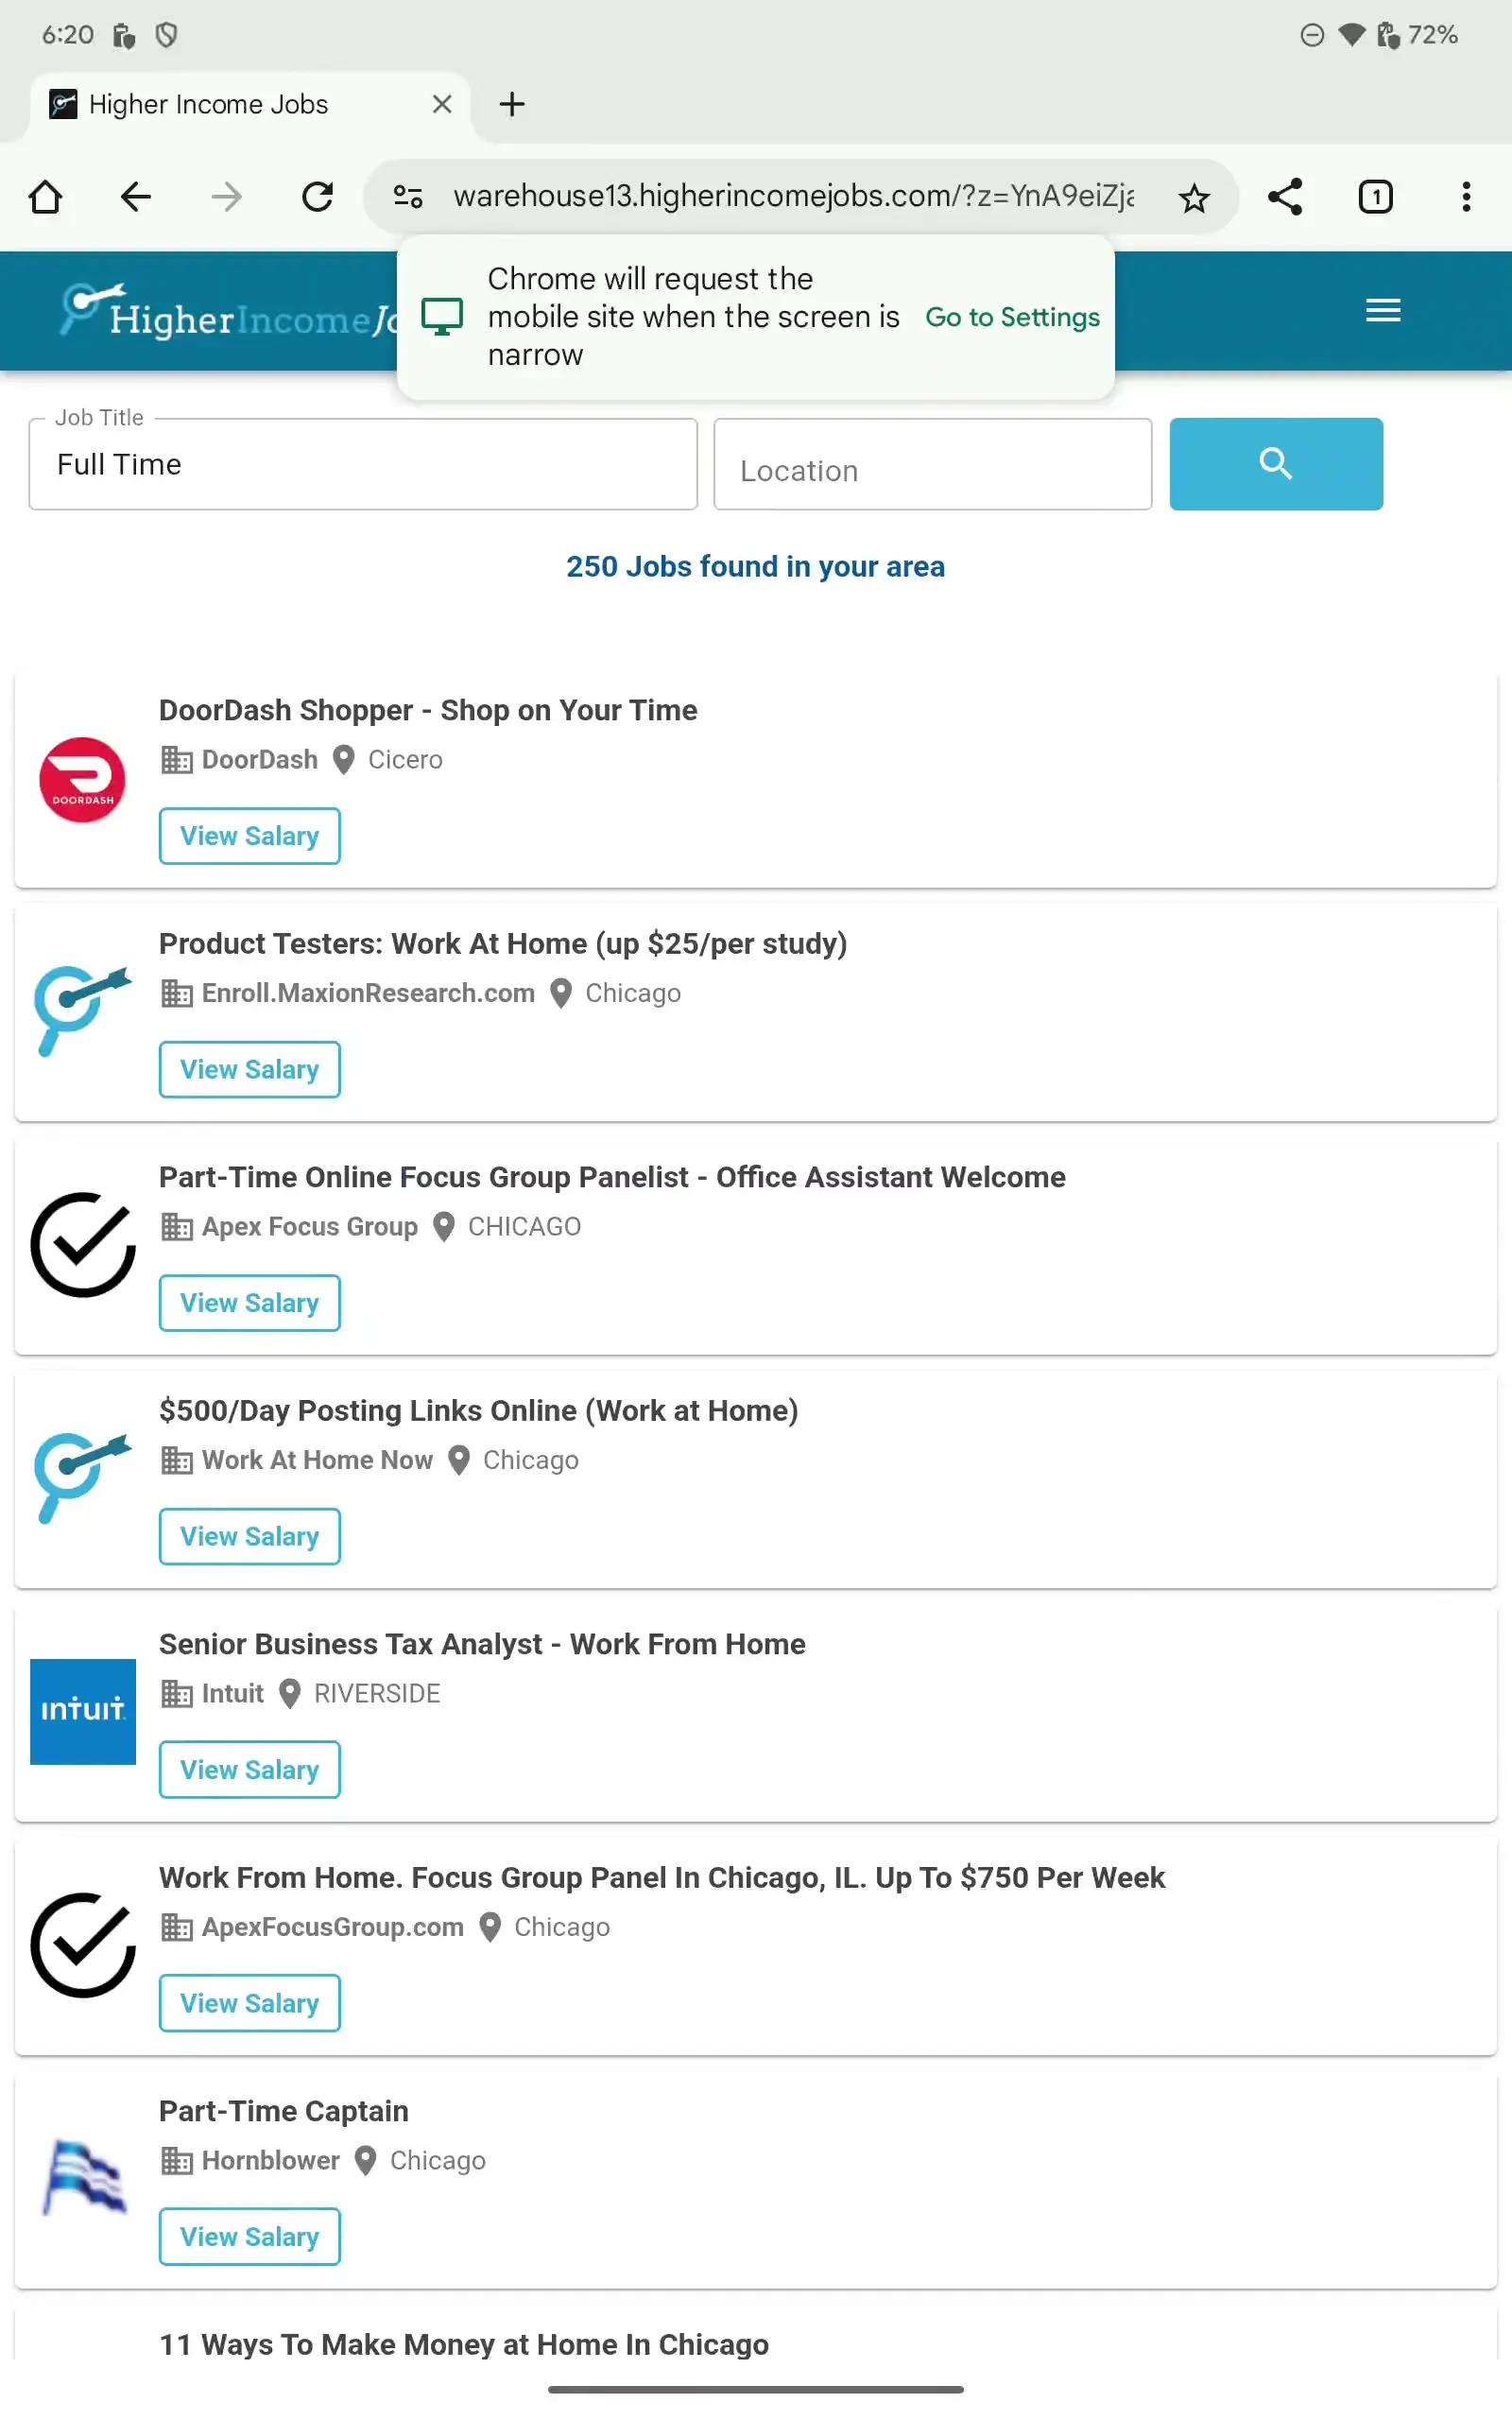 6:20
72%
Higher Income Jobs
warehouse13.higherincomejobs.com/?z=YnA9eiZj
Chrome will request the
mobile site when the screen is
narrow
Go to Settings
HigherIncomeJo
Job Title
Full Time
Location
250 Jobs found in your area
DoorDash Shopper - Shop on Your Time
DoorDash Cicero
DOORDASH
View Salary
Product Testers: Work At Home (up $25/per study)
Enroll.MaxionResearch.com Chicago
View Salary
Part-Time Online Focus Group Panelist - Office Assistant Welcome
Apex Focus Group CHICAGO
View Salary
$500/Day Posting Links Online (Work at Home)
Work At Home Now Chicago
View Salary
Senior Business Tax Analyst - Work From Home
Intuit RIVERSIDE
INTUIT
View Salary
Work From Home. Focus Group Panel In Chicago, IL. Up To $750 Per Week
ApexFocusGroup.com Chicago
View Salary
Part-Time Captain
Hornblower Chicago
View Salary
11 Ways To Make Money at Home In Chicago